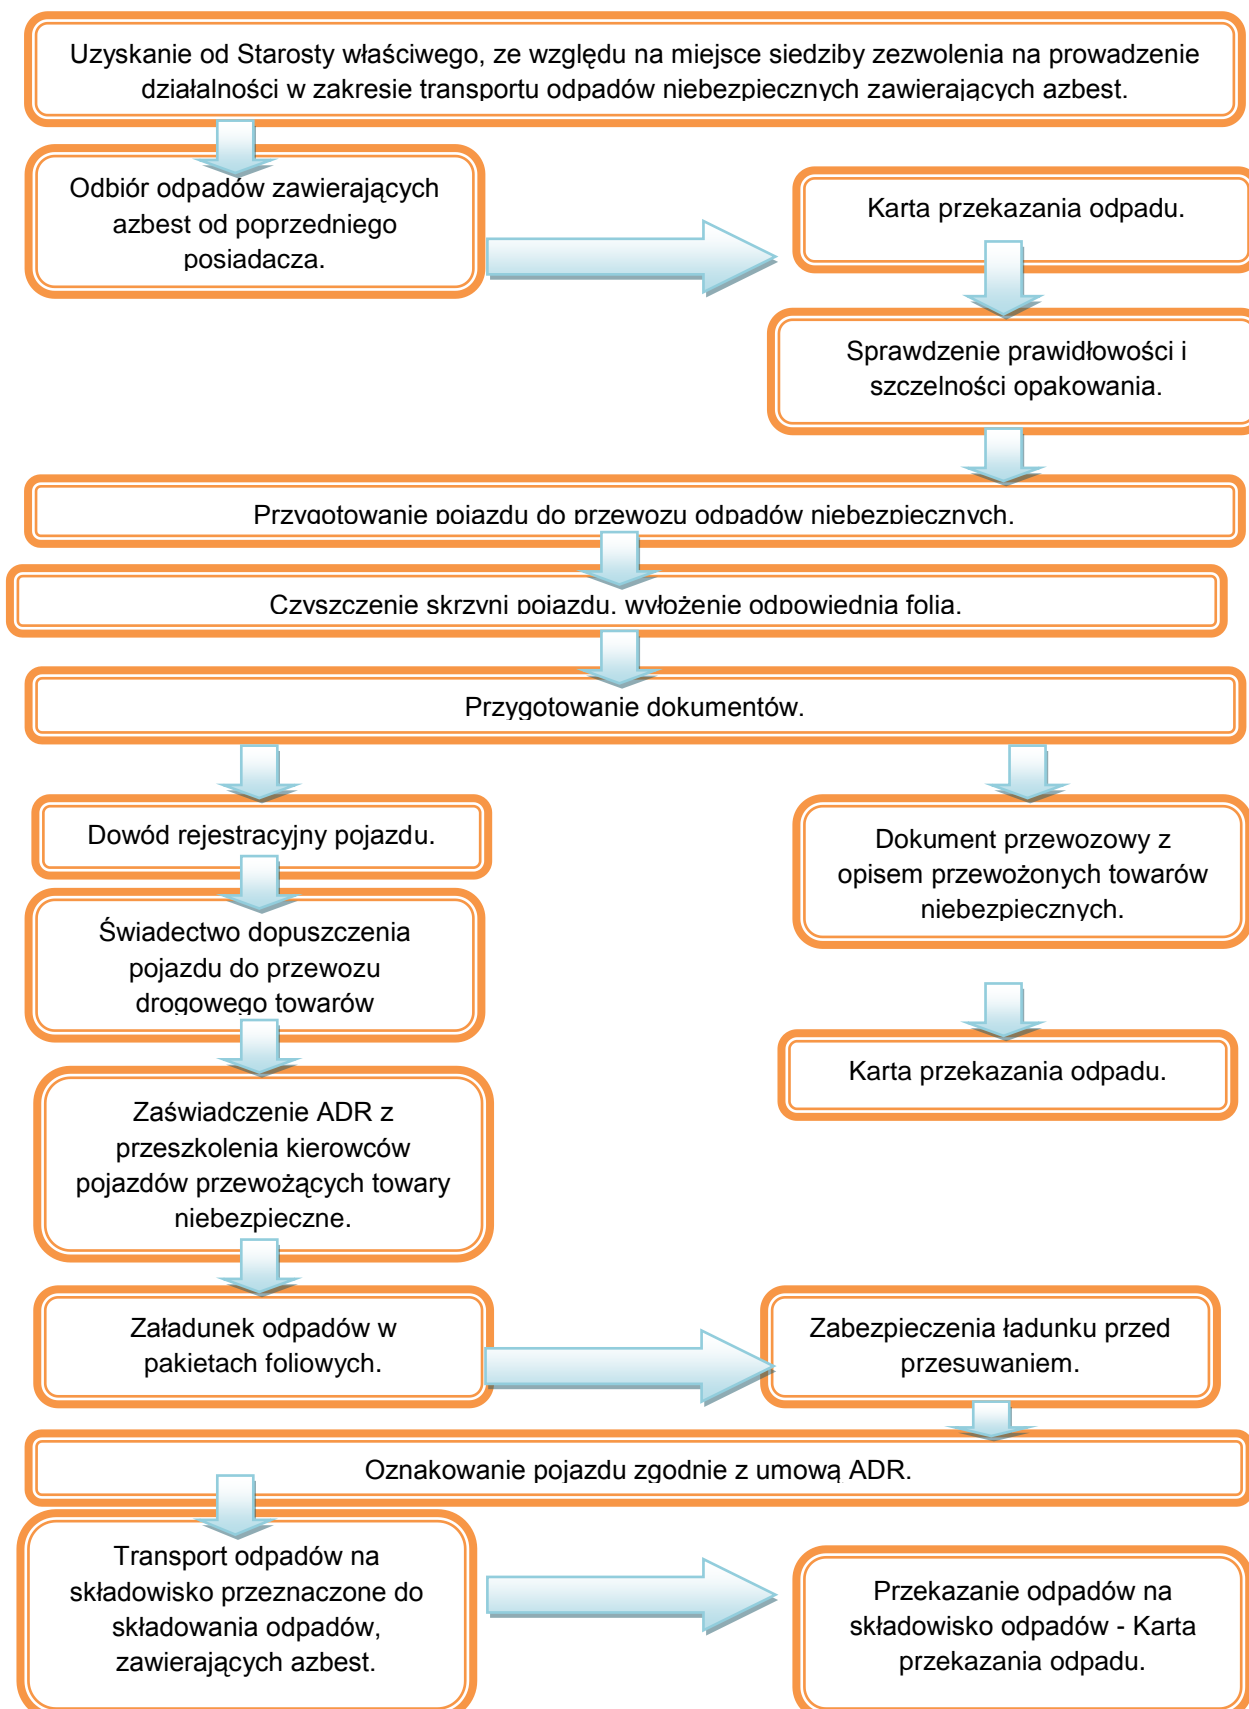 Uzyskanie od Starosty właściwego, ze względu na miejsce siedziby zezwolenia na prowadzenie
działalności w zakresie transportu odpadów niebezpiecznych zawierających azbest.
Odbiór odpadów zawierających
azbest od poprzedniego
posiadacza.
Karta przekazania odpadu.
Sprawdzenie prawidłowości i
szczelności opakowania.
Przygotowanie pojazdu do przewozu odpadów niebezpiecznych.
Czyszczenie skrzyni pojazdu, wyłożenie odpowiednia folia.
Przygotowanie dokumentów.
Dowód rejestracyjny pojazdu.
Świadectwo dopuszczenia
pojazdu do przewozu
drogowego towarów
Zaświadczenie ADR z
przeszkolenia kierowców
pojazdów przewożących towary
niebezpieczne.
Dokument przewozowy z
opisem przewożonych towarów
niebezpiecznych.
Karta przekazania odpadu.
Załadunek odpadów w
pakietach foliowych.
Zabezpieczenia ładunku przed
przesuwaniem.
Oznakowanie pojazdu zgodnie z umową ADR.
Transport odpadów na
składowisko przeznaczone do
składowania odpadów,
zawierających azbest.
Przekazanie odpadów na
składowisko odpadów - Karta
przekazania odpadu.